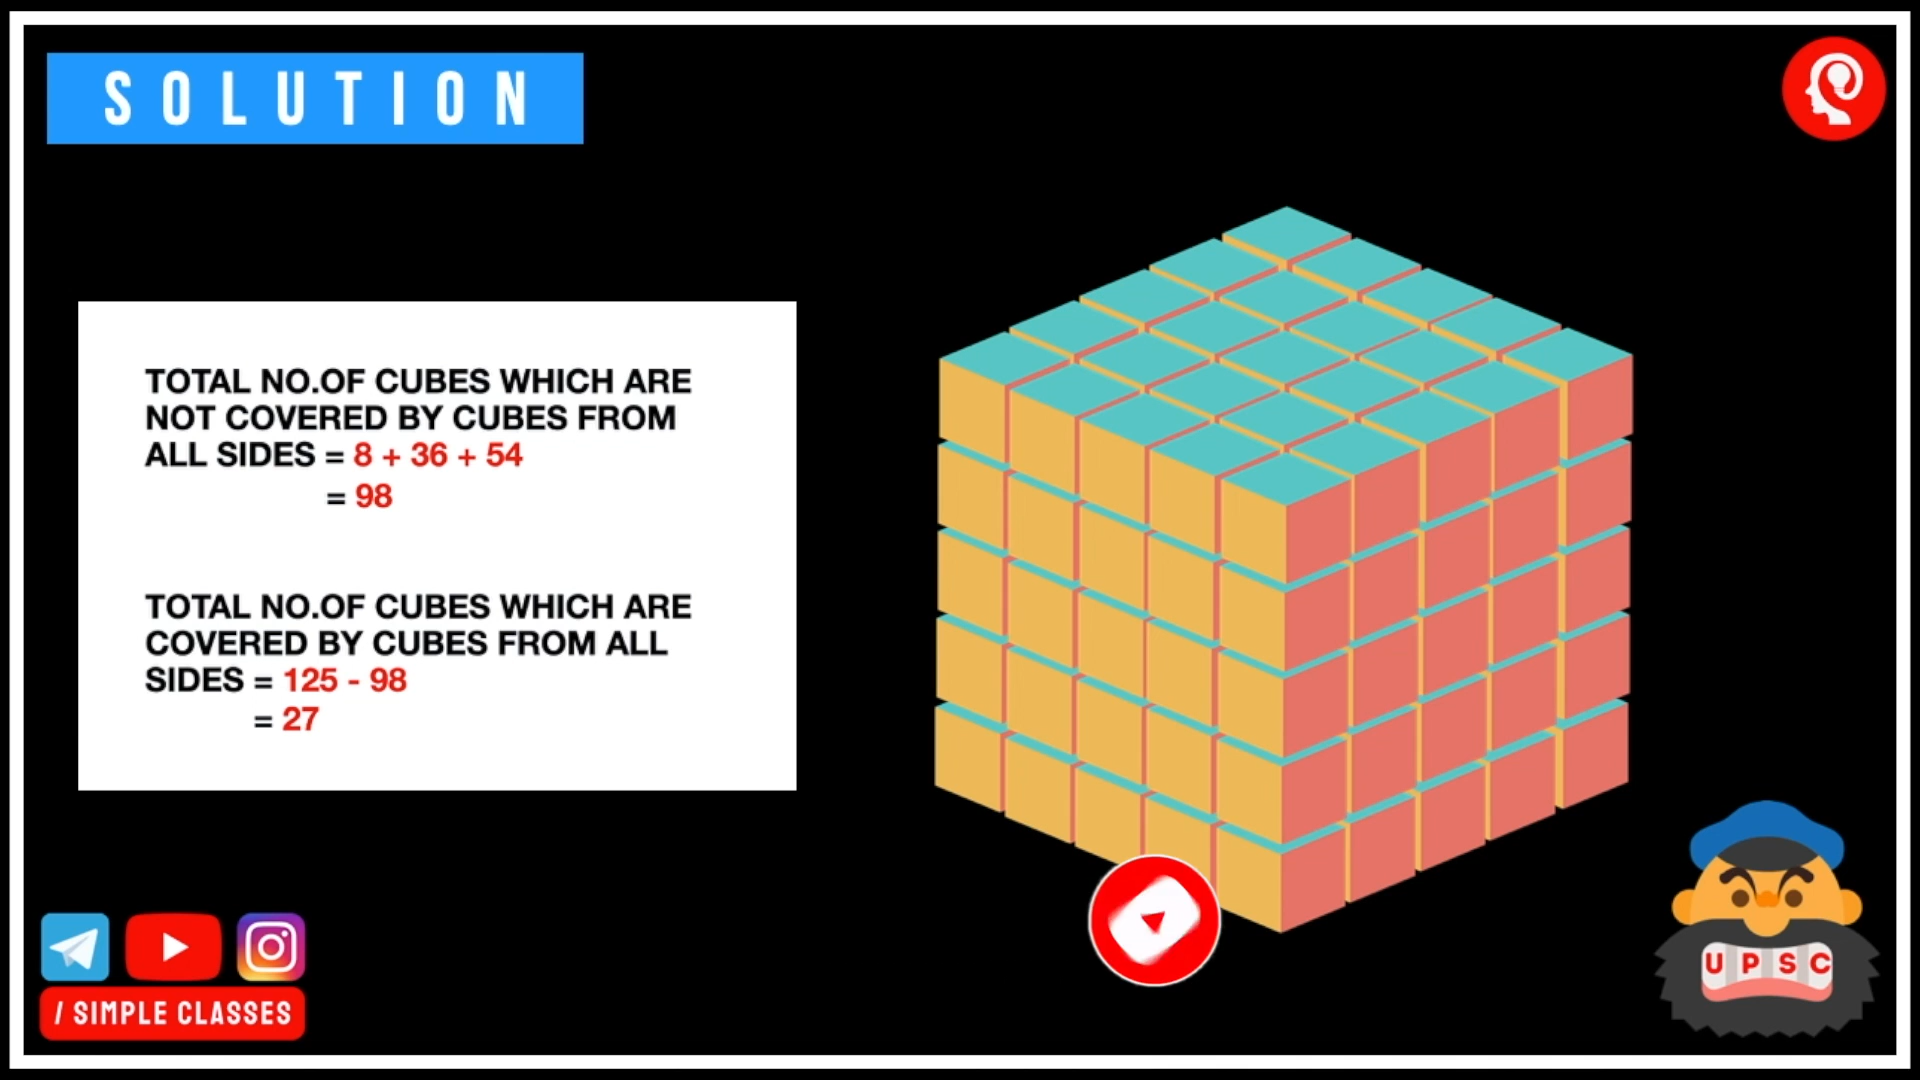 SOLUTION
TOTAL NO.OF CUBES WHICH ARE
NOT COVERED BY CUBES FROM
ALL SIDES = 8 + 36 + 54
= 98
TOTAL NO.OF CUBES WHICH ARE
COVERED BY CUBES FROM ALL
SIDES = 125 - 98
= 27
/ SIMPLE CLASSES
UPSC